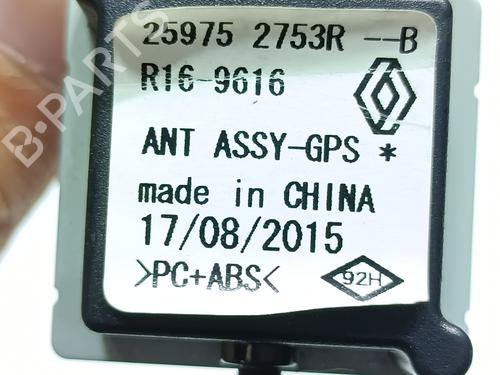 25975 2753R --B
R16-9616
ANT ASSY-GPS *
made in CHINA
17/08/2015
>PC+ABS<
92H
B-PARTS